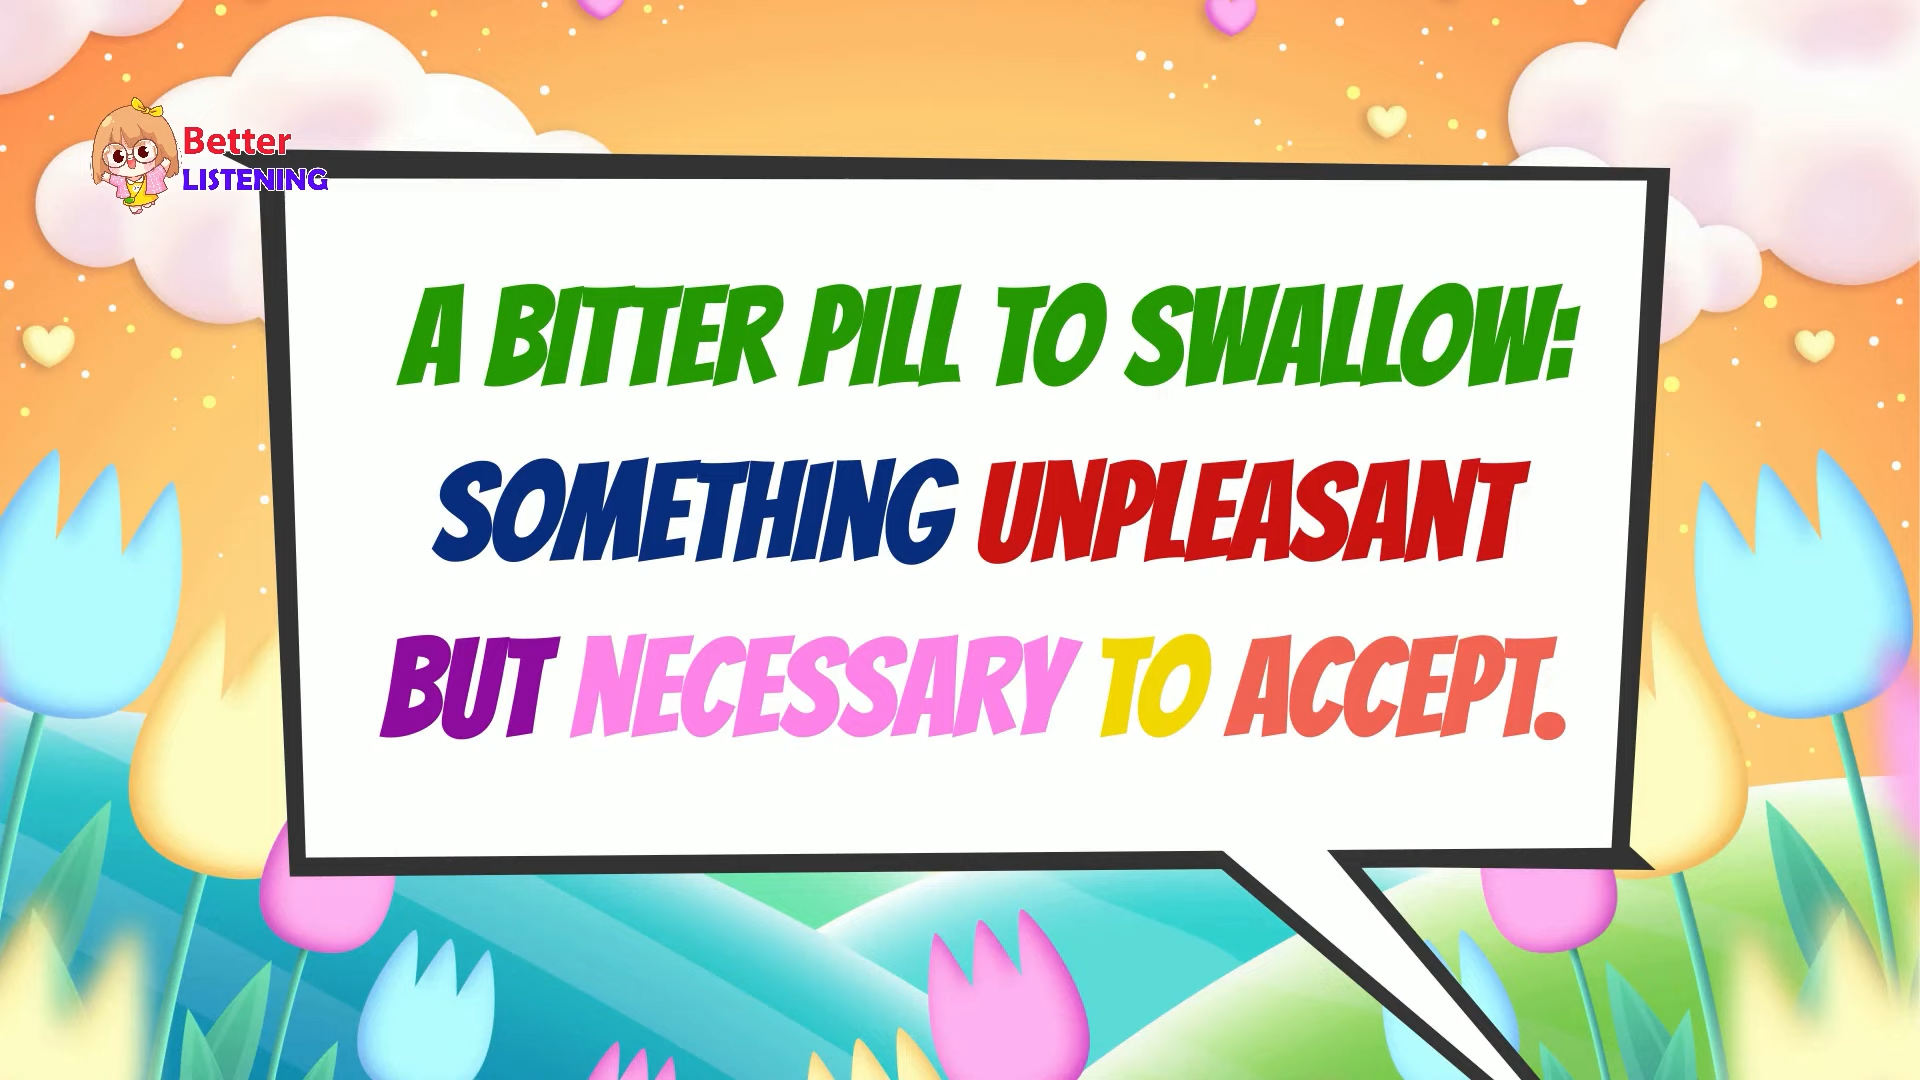 Better
LISTENING
A BITTER PILL TO SWALLOW:
SOMETHING UNPLEASANT
BUT NECESSARY TO ACCEPT.